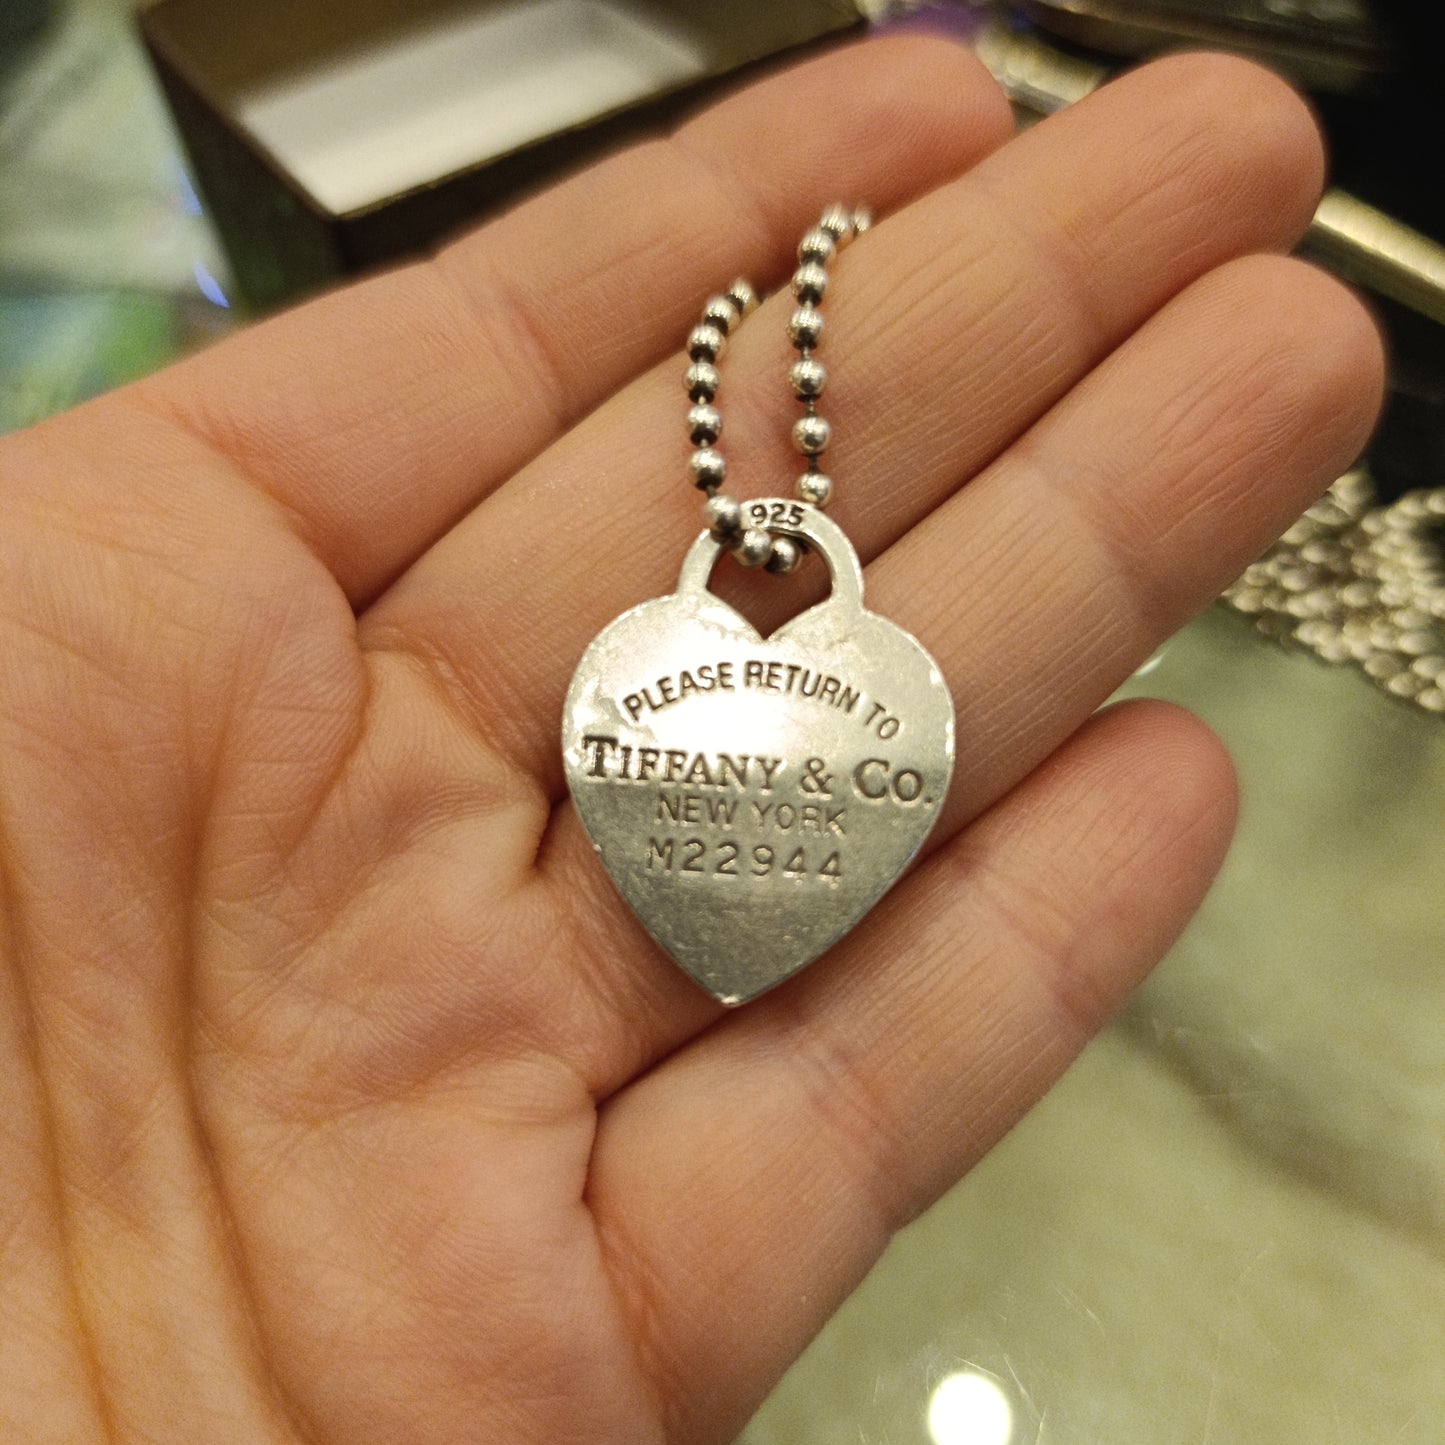 925
PLEASE RETURN TO
TIFFANY & CO.
NEW YORK
M22944